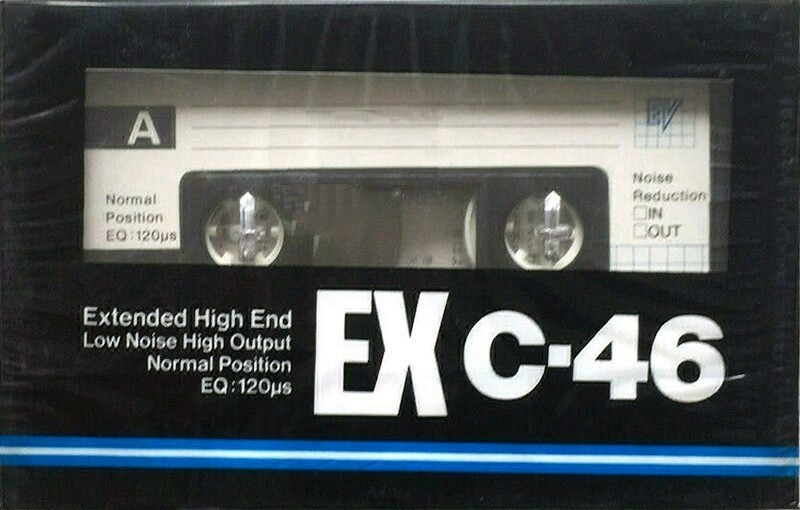 A
Normal
Position
EQ:120µs
Noise
Reduction
☐IN
☐OUT
Extended High End
Low Noise High Output
Normal Position
EQ:120µs
EX C-46